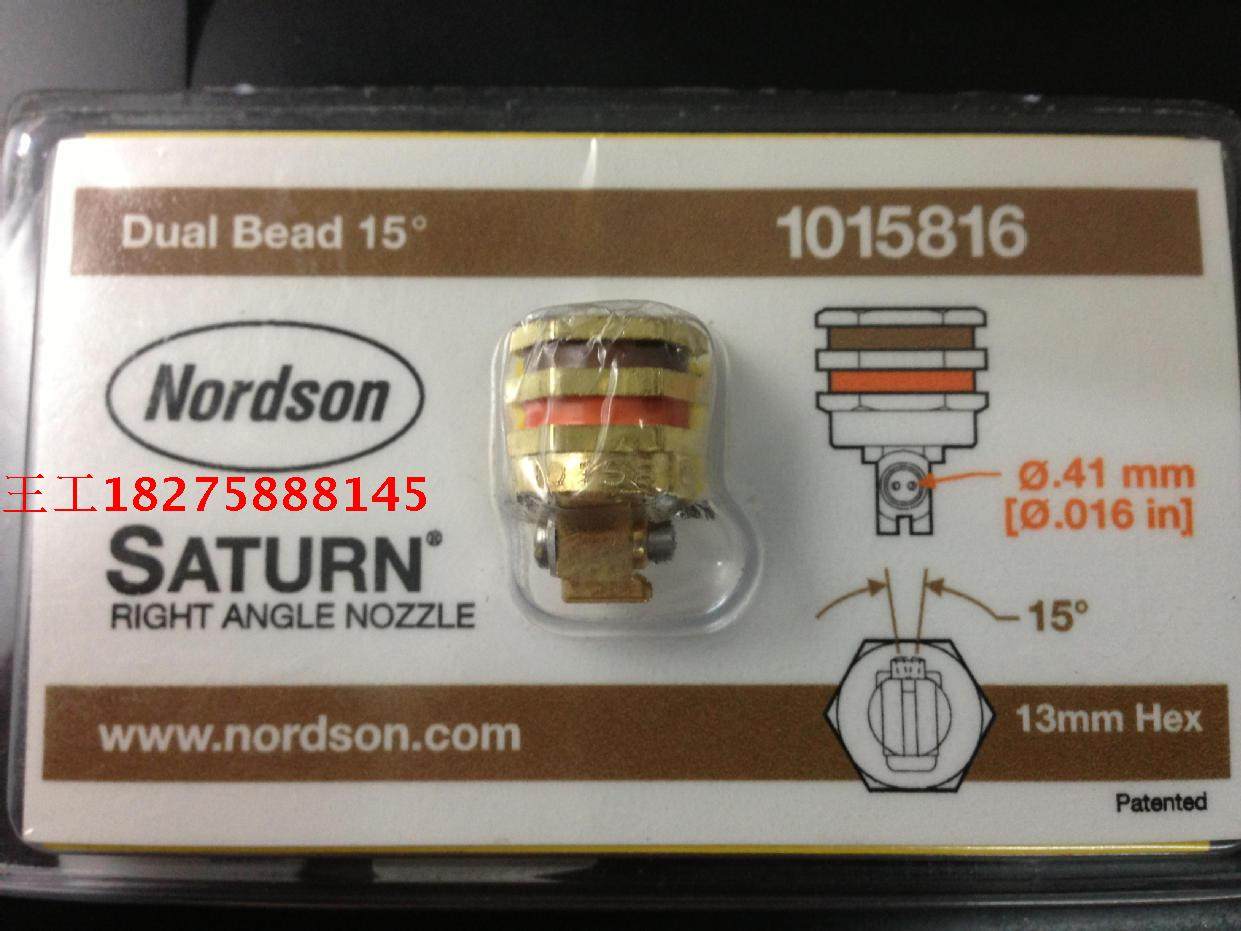 Dual Bead 15°
1015816
Nordson
王工18275888145
SATURN®
RIGHT ANGLE NOZZLE
Ø.41 mm
[Ø.016 in]
15°
www.nordson.com
13mm Hex
Patented